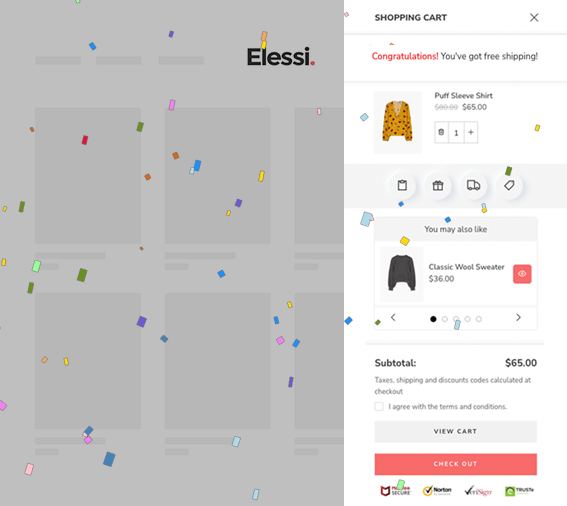 Elessi.
SHOPPING CART
Congratulations! You've got free shipping!
Puff Sleeve Shirt
$80.00 $65.00
1 +
You may also like
Classic Wool Sweater
$36.00
Subtotal: $65.00
Taxes, shipping and discounts codes calculated at
checkout
I agree with the terms and conditions.
VIEW CART
CHECK OUT
SECURE Norton VeriSign TRUSTe